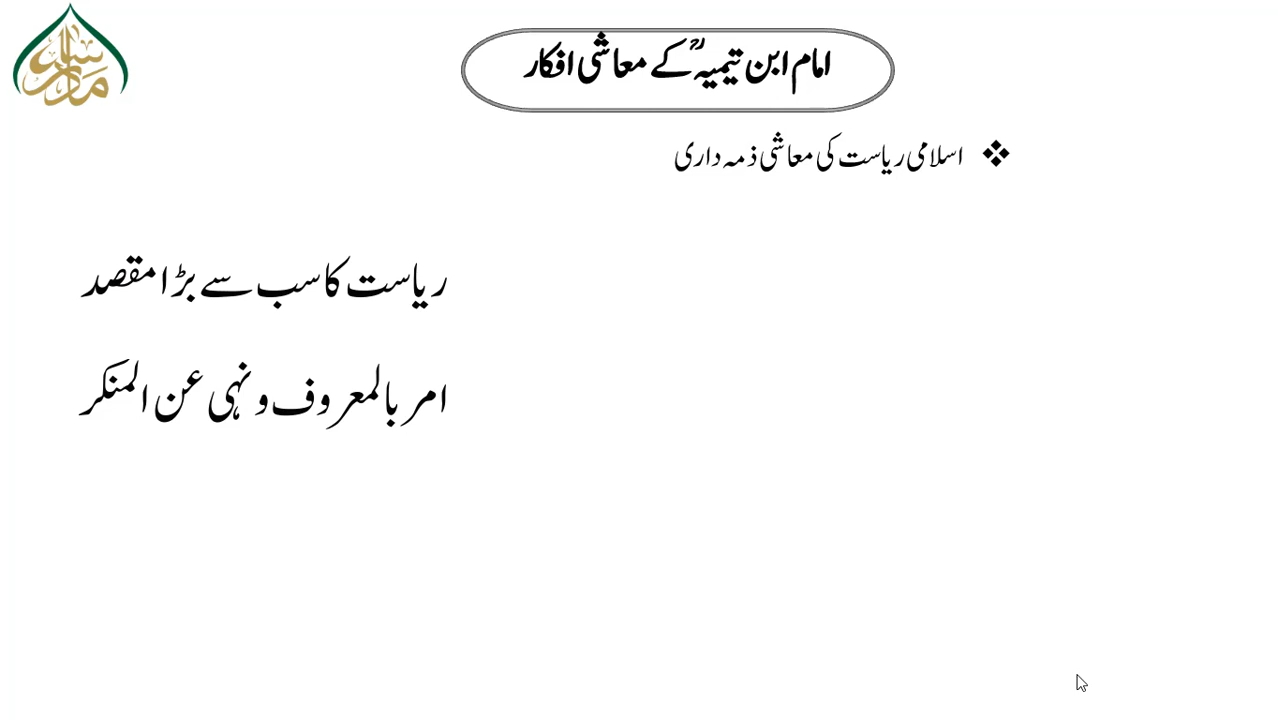 امام ابن تیمیہؒ کے معاشی افکار
اسلامی ریاست کی معاشی ذمہ داری
ریاست کا سب سے بڑا مقصد
امر بالمعروف و نہی عن المنکر